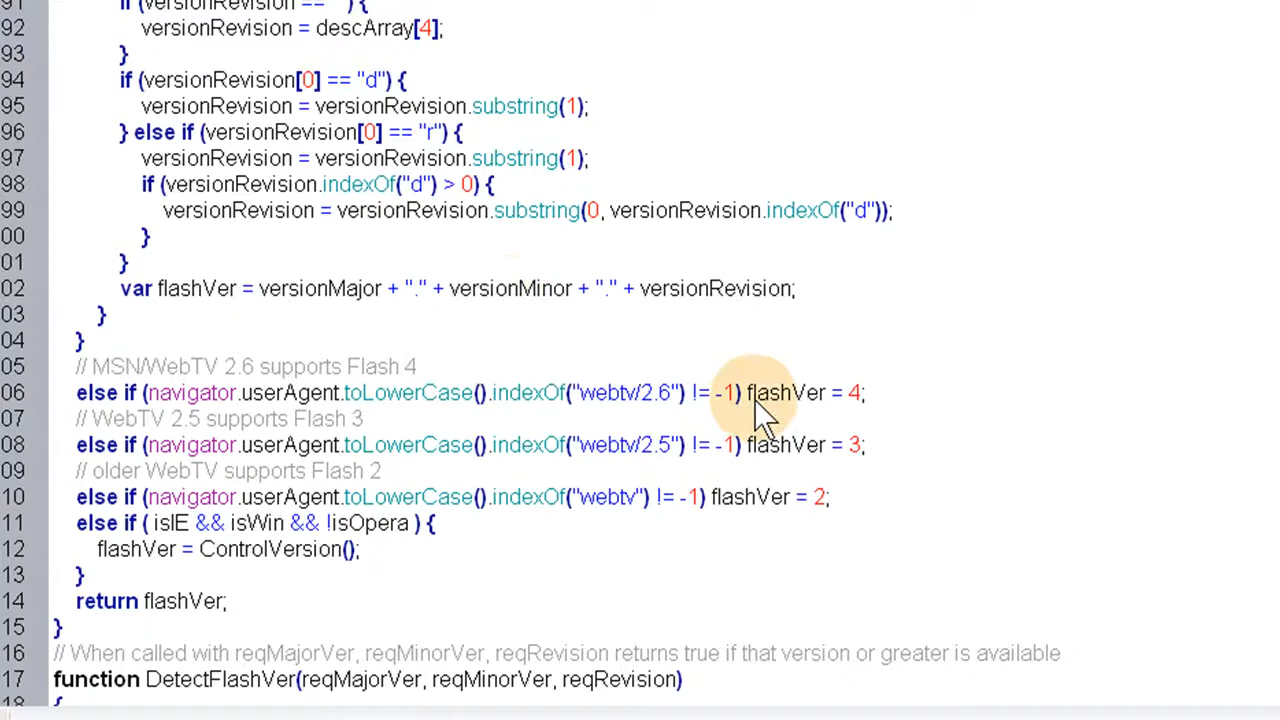 91 if (versionRevision == "") {
92 versionRevision = descArray[4];
93 }
94 if (versionRevision[0] == "d") {
95 versionRevision = versionRevision.substring(1);
96 } else if (versionRevision[0] == "r") {
97 versionRevision = versionRevision.substring(1);
98 if (versionRevision.indexOf("d") > 0) {
99 versionRevision = versionRevision.substring(0, versionRevision.indexOf("d"));
00 }
01 }
02 var flashVer = versionMajor + "." + versionMinor + "." + versionRevision;
03 }
04 }
05 // MSN/WebTV 2.6 supports Flash 4
06 else if (navigator.userAgent.toLowerCase().indexOf("webtv/2.6") != -1) flashVer = 4;
07 // WebTV 2.5 supports Flash 3
08 else if (navigator.userAgent.toLowerCase().indexOf("webtv/2.5") != -1) flashVer = 3;
09 // older WebTV supports Flash 2
10 else if (navigator.userAgent.toLowerCase().indexOf("webtv") != -1) flashVer = 2;
11 else if ( isIE && isWin && !isOpera ) {
12 flashVer = ControlVersion();
13 }
14 return flashVer;
15 }
16 // When called with reqMajorVer, reqMinorVer, reqRevision returns true if that version or greater is available
17 function DetectFlashVer(reqMajorVer, reqMinorVer, reqRevision)
18 {